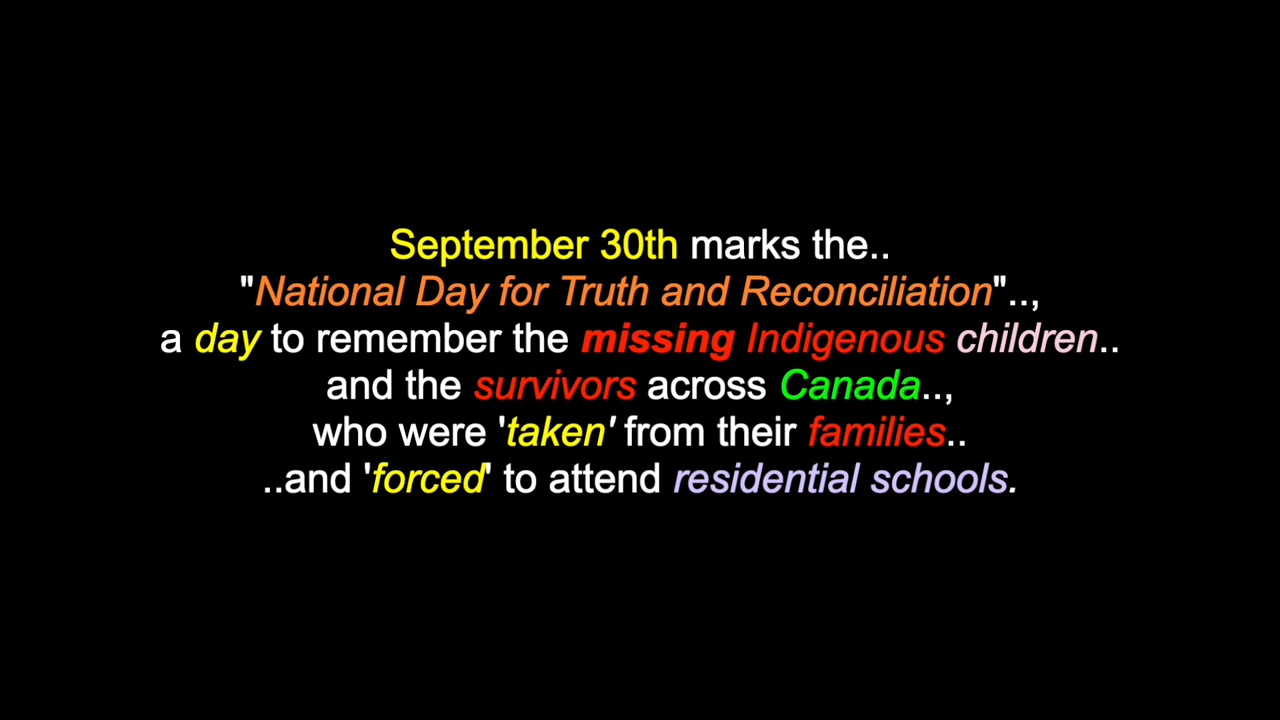 September 30th marks the..
"National Day for Truth and Reconciliation"..,
a day to remember the missing Indigenous children..
and the survivors across Canada..,
who were 'taken' from their families..
..and 'forced' to attend residential schools.